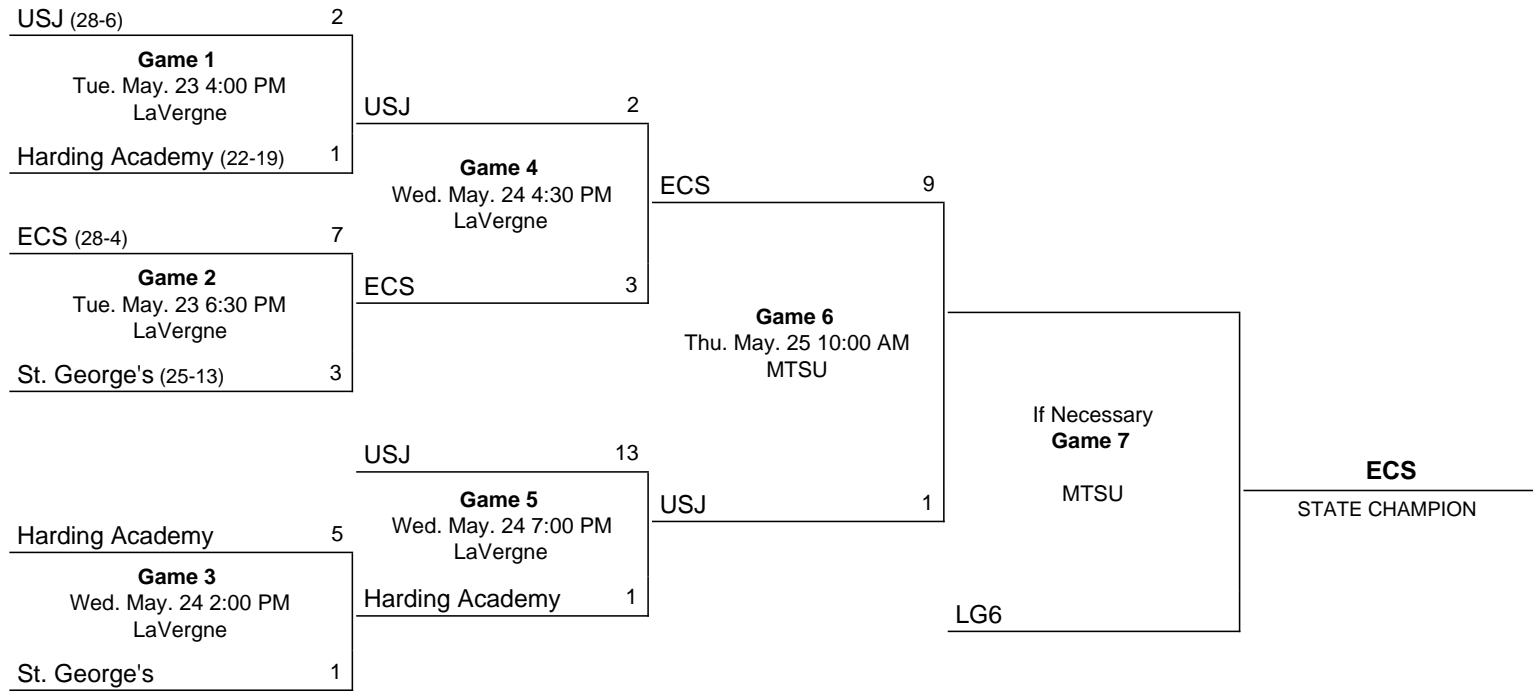 USJ (28-6) 2
Game 1
Tue. May. 23 4:00 PM
LaVergne
Harding Academy (22-19) 1
ECS (28-4) 7
Game 2
Tue. May. 23 6:30 PM
LaVergne
St. George's (25-13) 3
Harding Academy 5
Game 3
Wed. May. 24 2:00 PM
LaVergne
St. George's 1
USJ 2
Game 4
Wed. May. 24 4:30 PM
LaVergne
ECS 3
USJ 13
Game 5
Wed. May. 24 7:00 PM
LaVergne
Harding Academy 1
ECS 9
Game 6
Thu. May. 25 10:00 AM
MTSU
USJ 1
If Necessary
Game 7
MTSU
LG6
ECS
STATE CHAMPION